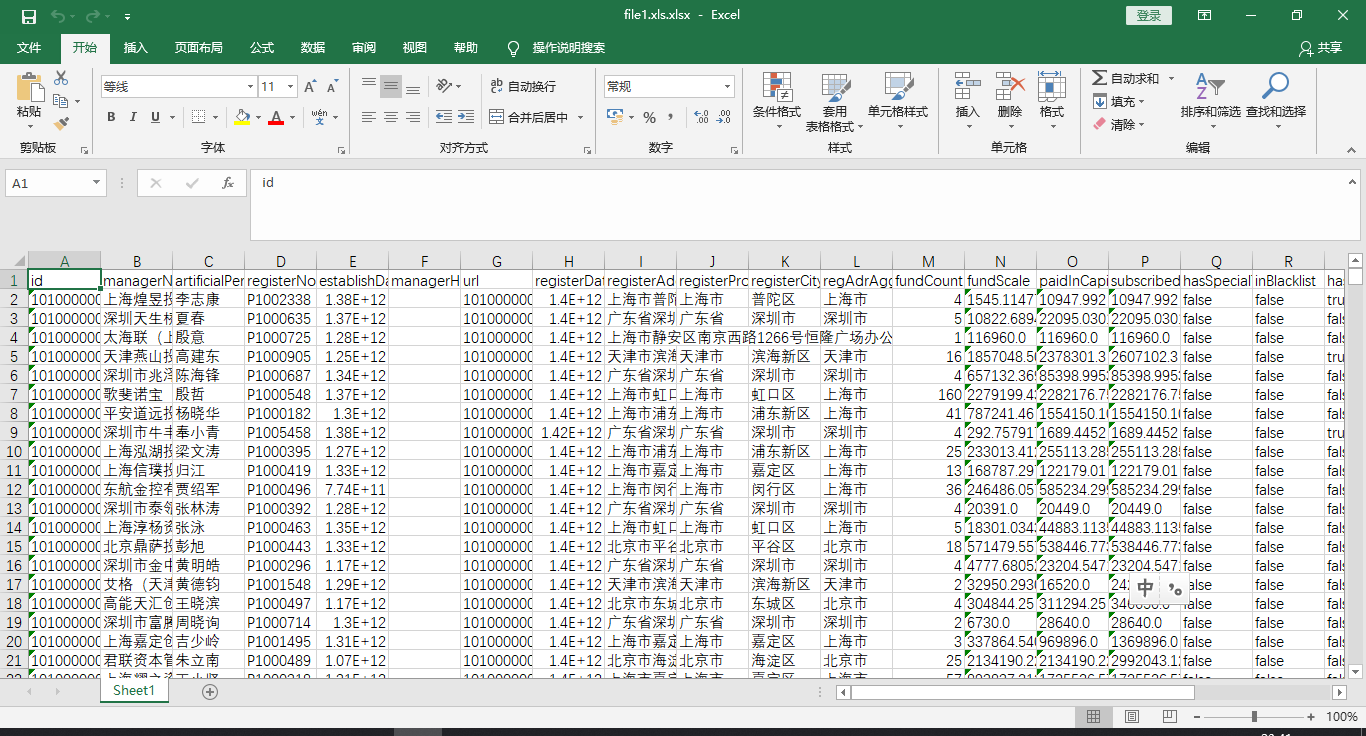 file1.xls.xlsx - Excel
登录
文件 开始 插入 页面布局 公式 数据 审阅 视图 帮助 操作说明搜索 共享
粘贴 等线 11 A A ab 自动换行 常规 条件格式 套用 表格格式 单元格样式 插入 删除 格式 自动求和 填充 清除 排序和筛选 查找和选择
B I U A wén 文 合并后居中 % ,
剪贴板 字体 对齐方式 数字 样式 单元格 编辑
A1 fx id
A B C D E F G H I J K L M N O P Q R
1 id managerN artificialPer registerNo establishDa managerH url registerDat registerAd registerPro registerCity regAdrAgg fundCount fundScale paidInCapi subscribed hasSpecial inBlacklist ha
2 101000000 上海煌昱投 李志康 P1002338 1.38E+12 101000000 1.4E+12 上海市普陀 上海市 普陀区 上海市 4 1545.1147 10947.992 10947.992 false false tru
3 101000000 深圳天生桥 夏春 P1000635 1.37E+12 101000000 1.4E+12 广东省深圳 广东省 深圳市 深圳市 5 10822.689 22095.030 22095.030 false false fals
4 101000000 太海联（上 殷意 P1000725 1.28E+12 101000000 1.4E+12 上海市静安区南京西路1266号恒隆广场办公 1 116960.0 116960.0 116960.0 false false fals
5 101000000 天津燕山投 高建东 P1000905 1.25E+12 101000000 1.4E+12 天津市滨海 天津市 滨海新区 天津市 16 1857048.50 2378301.3 2607102.3 false false tru
6 101000000 深圳市兆泽 陈海锋 P1000687 1.34E+12 101000000 1.4E+12 广东省深圳 广东省 深圳市 深圳市 4 657132.369 85398.995 85398.995 false false fals
7 101000000 歌斐诺宝 殷哲 P1000548 1.37E+12 101000000 1.4E+12 上海市虹口 上海市 虹口区 上海市 160 2279199.4 2282176.7 2282176.7 false false fals
8 101000000 平安道远投 杨晓华 P1000182 1.3E+12 101000000 1.4E+12 上海市浦东 上海市 浦东新区 上海市 41 787241.46 1554150.1 1554150.1 false false fals
9 101000000 深圳市牛丰 奉小青 P1005458 1.38E+12 101000000 1.42E+12 广东省深圳 广东省 深圳市 深圳市 4 292.75791 1689.4452 1689.4452 false false tru
10 101000000 上海泓湖投 梁文涛 P1000395 1.27E+12 101000000 1.4E+12 上海市浦东 上海市 浦东新区 上海市 25 233013.41 255113.28 255113.28 false false fals
11 101000000 上海信璞投 归江 P1000419 1.33E+12 101000000 1.4E+12 上海市嘉定 上海市 嘉定区 上海市 13 168787.29 122179.01 122179.01 false false fals
12 101000000 东航金控有 贾绍军 P1000496 7.74E+11 101000000 1.4E+12 上海市闵行 上海市 闵行区 上海市 36 246486.05 585234.29 585234.29 false false fals
13 101000000 深圳市泰领 张林涛 P1000392 1.28E+12 101000000 1.4E+12 广东省深圳 广东省 深圳市 深圳市 4 20391.0 20449.0 20449.0 false false fals
14 101000000 上海淳杨资 张泳 P1000463 1.35E+12 101000000 1.4E+12 上海市虹口 上海市 虹口区 上海市 5 18301.034 44883.113 44883.113 false false fals
15 101000000 北京鼎萨投 彭旭 P1000443 1.33E+12 101000000 1.4E+12 北京市平谷 北京市 平谷区 北京市 18 571479.55 538446.77 538446.77 false false fals
16 101000000 深圳市金中 黄明皓 P1000296 1.17E+12 101000000 1.4E+12 广东省深圳 广东省 深圳市 深圳市 4 4777.6805 23204.547 23204.547 false false fals
17 101000000 艾格（天津 黄德钧 P1001548 1.29E+12 101000000 1.4E+12 天津市滨海 天津市 滨海新区 天津市 2 32950.293 16520.0 24 中 false false fals
18 101000000 高能天汇创 王晓滨 P1000497 1.17E+12 101000000 1.4E+12 北京市东城 北京市 东城区 北京市 4 304844.25 311294.25 false false fals
19 101000000 深圳市富腾 周晓询 P1000714 1.3E+12 101000000 1.4E+12 广东省深圳 广东省 深圳市 深圳市 2 6730.0 28640.0 28640.0 false false fals
20 101000000 上海嘉定创 吉少岭 P1001495 1.31E+12 101000000 1.4E+12 上海市嘉定 上海市 嘉定区 上海市 3 337864.54 969896.0 1369896.0 false false fals
21 101000000 君联资本管 朱立南 P1000489 1.07E+12 101000000 1.4E+12 北京市海淀 北京市 海淀区 北京市 25 2134190.2 2134190.2 2992043.1 false false fals
Sheet1
100%